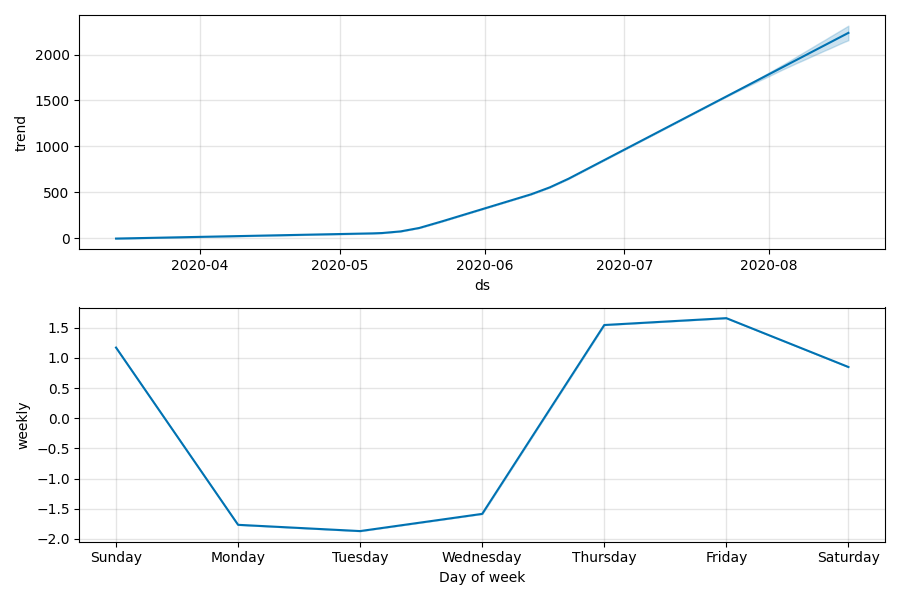 2000
1500
1000
500
0
trend
2020-04 2020-05 2020-06 2020-07 2020-08
ds
1.5
1.0
0.5
0.0
−0.5
−1.0
−1.5
−2.0
weekly
Sunday Monday Tuesday Wednesday Thursday Friday Saturday
Day of week